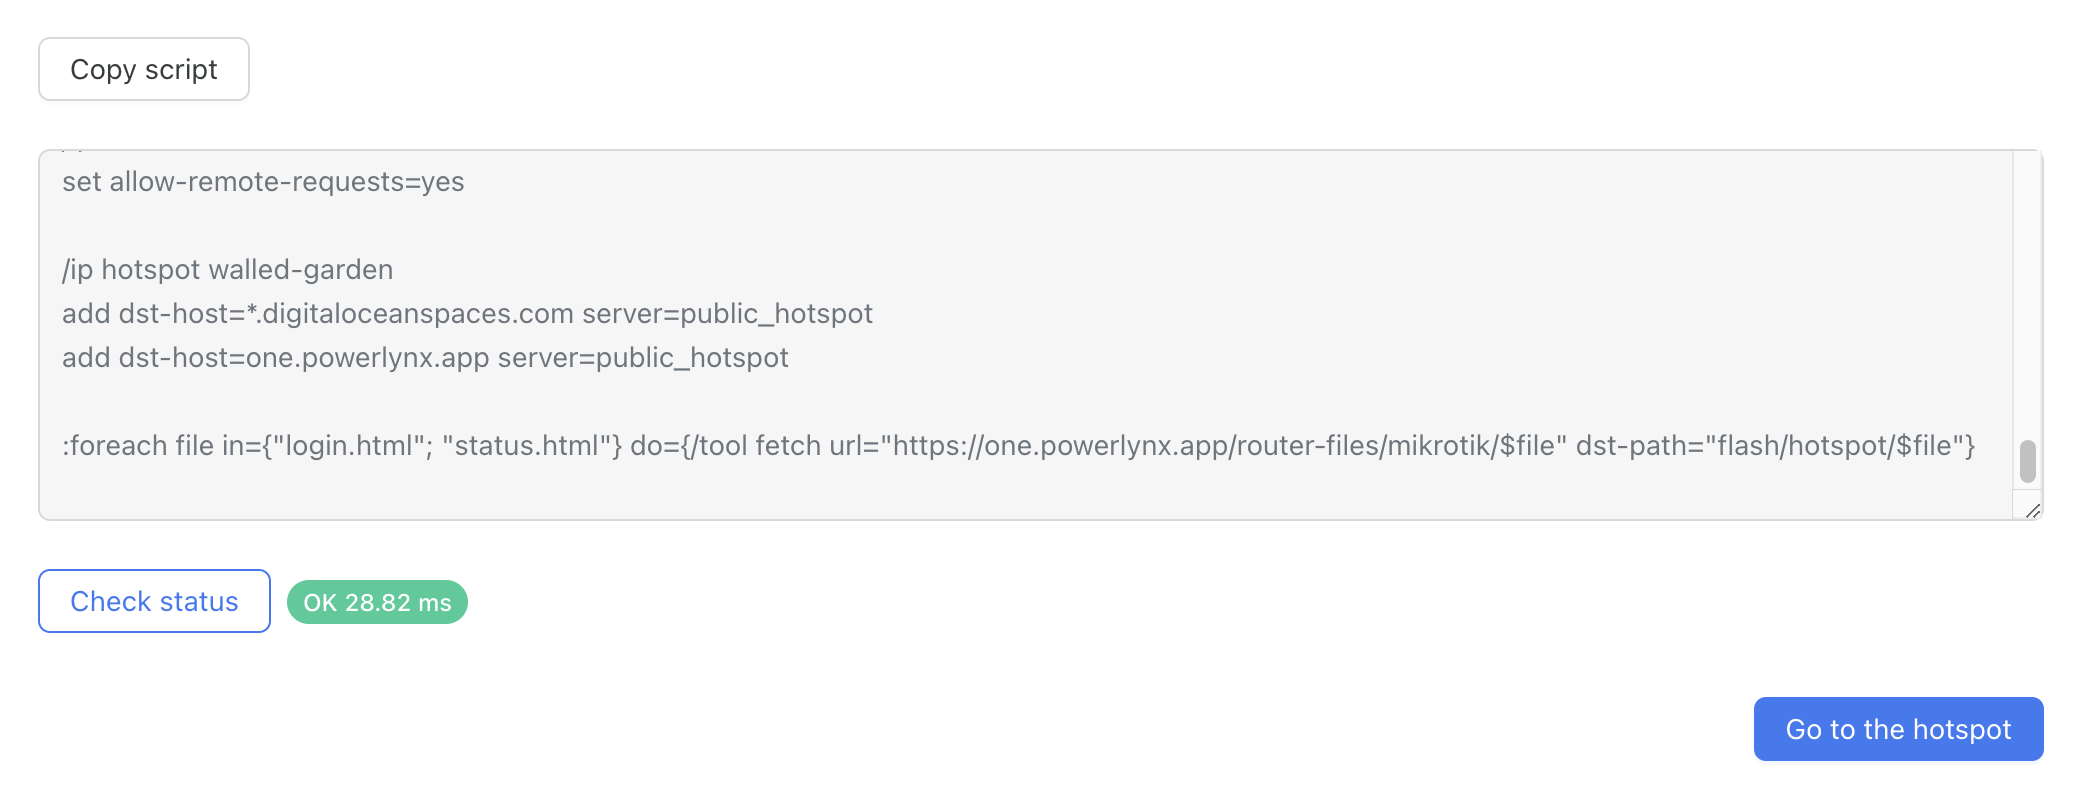 Copy script
set allow-remote-requests=yes
/ip hotspot walled-garden
add dst-host=*.digitaloceanspaces.com server=public_hotspot
add dst-host=one.powerlynx.app server=public_hotspot
:foreach file in={"login.html"; "status.html"} do={/tool fetch url="https://one.powerlynx.app/router-files/mikrotik/$file" dst-path="flash/hotspot/$file"}
Check status
OK 28.82 ms
Go to the hotspot